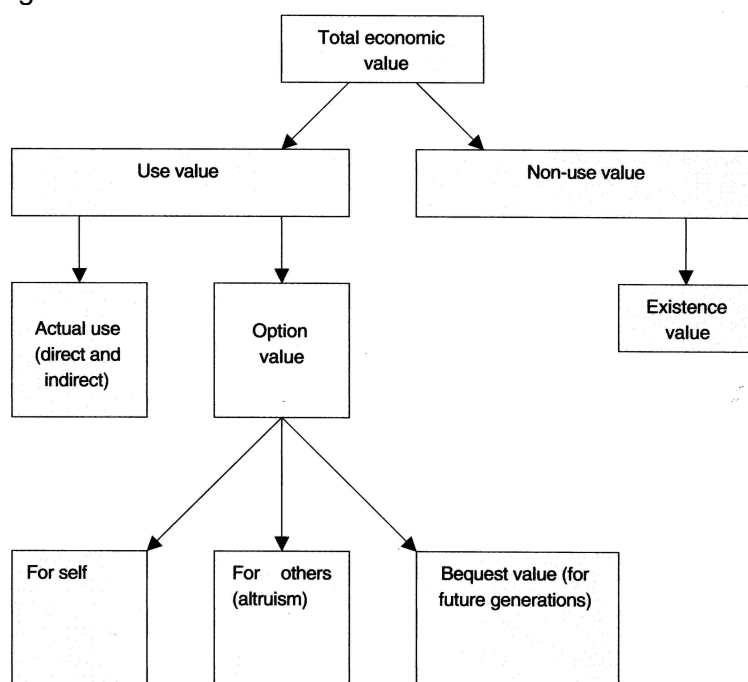 Total economic
value
Use value
Non-use value
Actual use
(direct and
indirect)
Option
value
Existence
value
For self
For others
(altruism)
Bequest value (for
future generations)